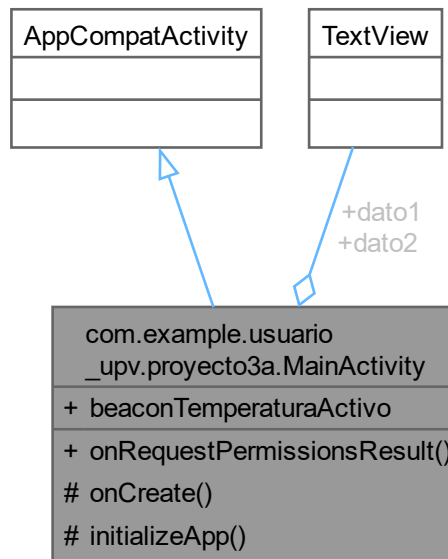 AppCompatActivity
TextView
+dato1
+dato2
com.example.usuario
_upv.proyecto3a.MainActivity
+ beaconTemperaturaActivo
+ onRequestPermissionsResult()
# onCreate()
# initializeApp()